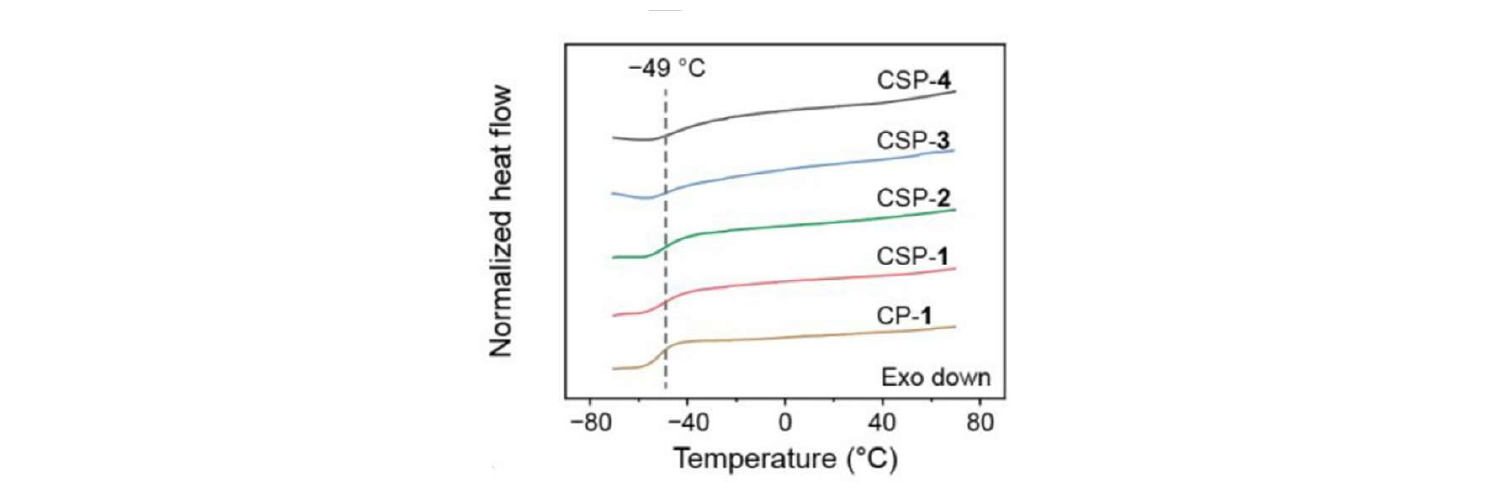 −49 °C
CSP-4
CSP-3
CSP-2
CSP-1
CP-1
Exo down
Normalized heat flow
−80 −40 0 40 80
Temperature (°C)